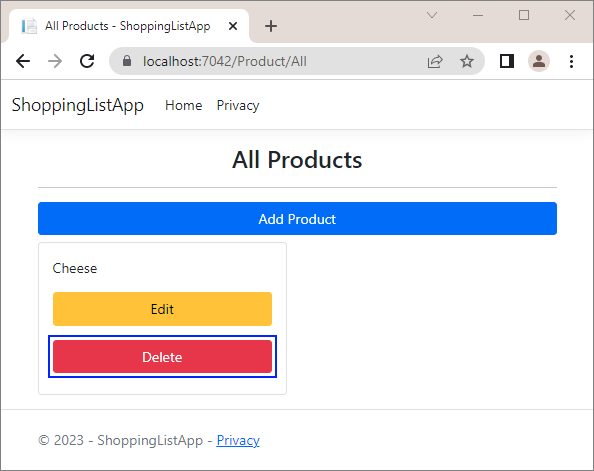 All Products - ShoppingListApp
localhost:7042/Product/All
ShoppingListApp Home Privacy
All Products
Add Product
Cheese
Edit
Delete
© 2023 - ShoppingListApp - Privacy